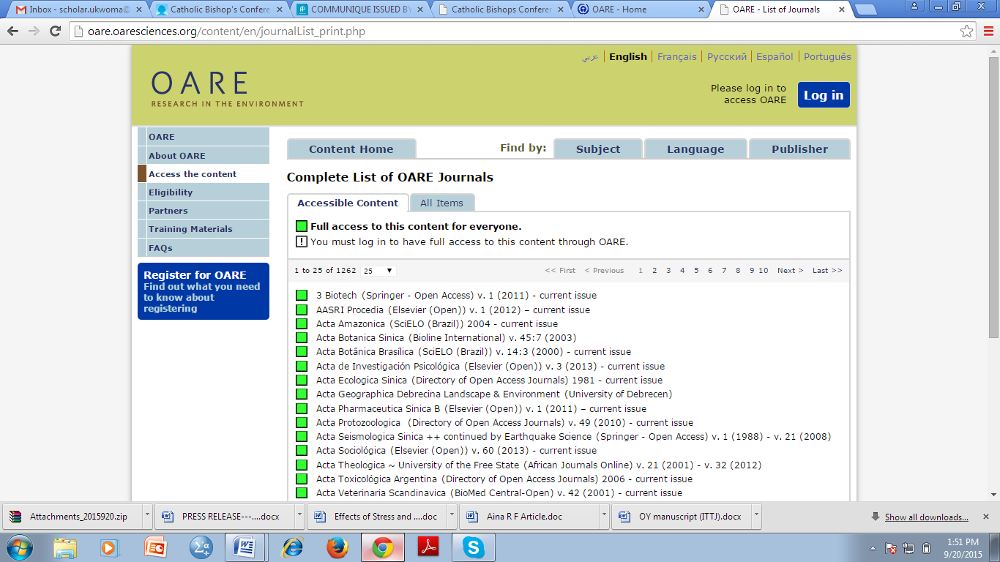 Inbox - scholar.ukwoma@
Catholic Bishop's Confere
COMMUNIQUE ISSUED BY
Catholic Bishops Conferen
OARE - Home
OARE - List of Journals
oare.oaresciences.org/content/en/journalList_print.php
عربي English Français Русский Español Português
OARE
RESEARCH IN THE ENVIRONMENT
Please log in to
access OARE
Log in
OARE
About OARE
Access the content
Eligibility
Partners
Training Materials
FAQs
Register for OARE
Find out what you need
to know about
registering
Content Home Find by: Subject Language Publisher
Complete List of OARE Journals
Accessible Content All Items
Full access to this content for everyone.
! You must log in to have full access to this content through OARE.
1 to 25 of 1262 25 << First < Previous 1 2 3 4 5 6 7 8 9 10 Next > Last >>
3 Biotech (Springer - Open Access) v. 1 (2011) - current issue
AASRI Procedia (Elsevier (Open)) v. 1 (2012) – current issue
Acta Amazonica (SciELO (Brazil)) 2004 - current issue
Acta Botanica Sinica (Bioline International) v. 45:7 (2003)
Acta Botânica Brasílica (SciELO (Brazil)) v. 14:3 (2000) - current issue
Acta de Investigación Psicológica (Elsevier (Open)) v. 3 (2013) - current issue
Acta Ecologica Sinica (Directory of Open Access Journals) 1981 - current issue
Acta Geographica Debrecina Landscape & Environment (University of Debrecen)
Acta Pharmaceutica Sinica B (Elsevier (Open)) v. 1 (2011) – current issue
Acta Protozoologica (Directory of Open Access Journals) v. 49 (2010) - current issue
Acta Seismologica Sinica ++ continued by Earthquake Science (Springer - Open Access) v. 1 (1988) - v. 21 (2008)
Acta Sociológica (Elsevier (Open)) v. 60 (2013) - current issue
Acta Theologica ~ University of the Free State (African Journals Online) v. 21 (2001) - v. 32 (2012)
Acta Toxicológica Argentina (Directory of Open Access Journals) 2006 - current issue
Acta Veterinaria Scandinavica (BioMed Central-Open) v. 42 (2001) - current issue
Attachments_2015920.zip
PRESS RELEASE---....docx
Effects of Stress and ....doc
Aina R F Article.doc
OY manuscript (ITTJ).docx
Show all downloads...
1:51 PM
9/20/2015